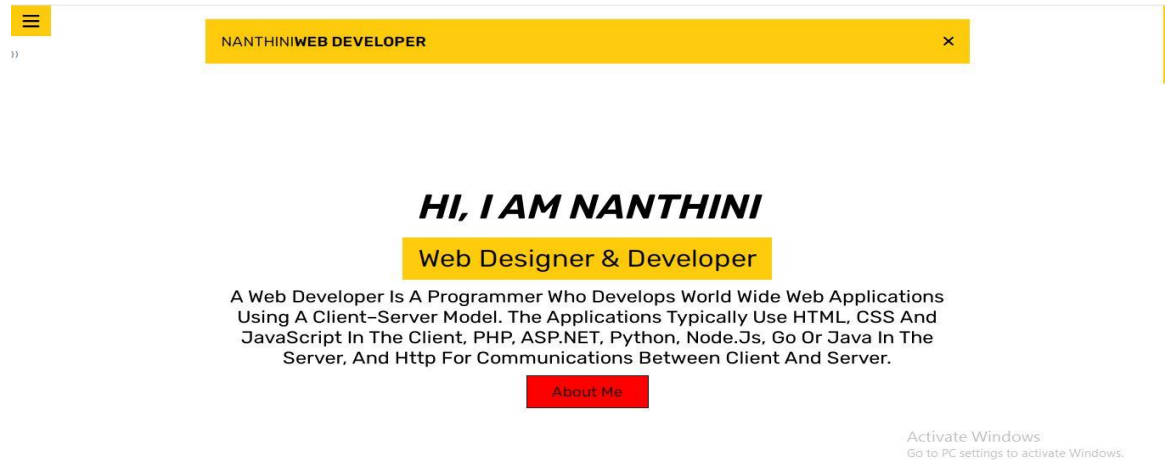 NANTHINIWEB DEVELOPER ×
))
HI, I AM NANTHINI
Web Designer & Developer
A Web Developer Is A Programmer Who Develops World Wide Web Applications
Using A Client–Server Model. The Applications Typically Use HTML, CSS And
JavaScript In The Client, PHP, ASP.NET, Python, Node.Js, Go Or Java In The
Server, And Http For Communications Between Client And Server.
About Me
Activate Windows
Go to PC settings to activate Windows.